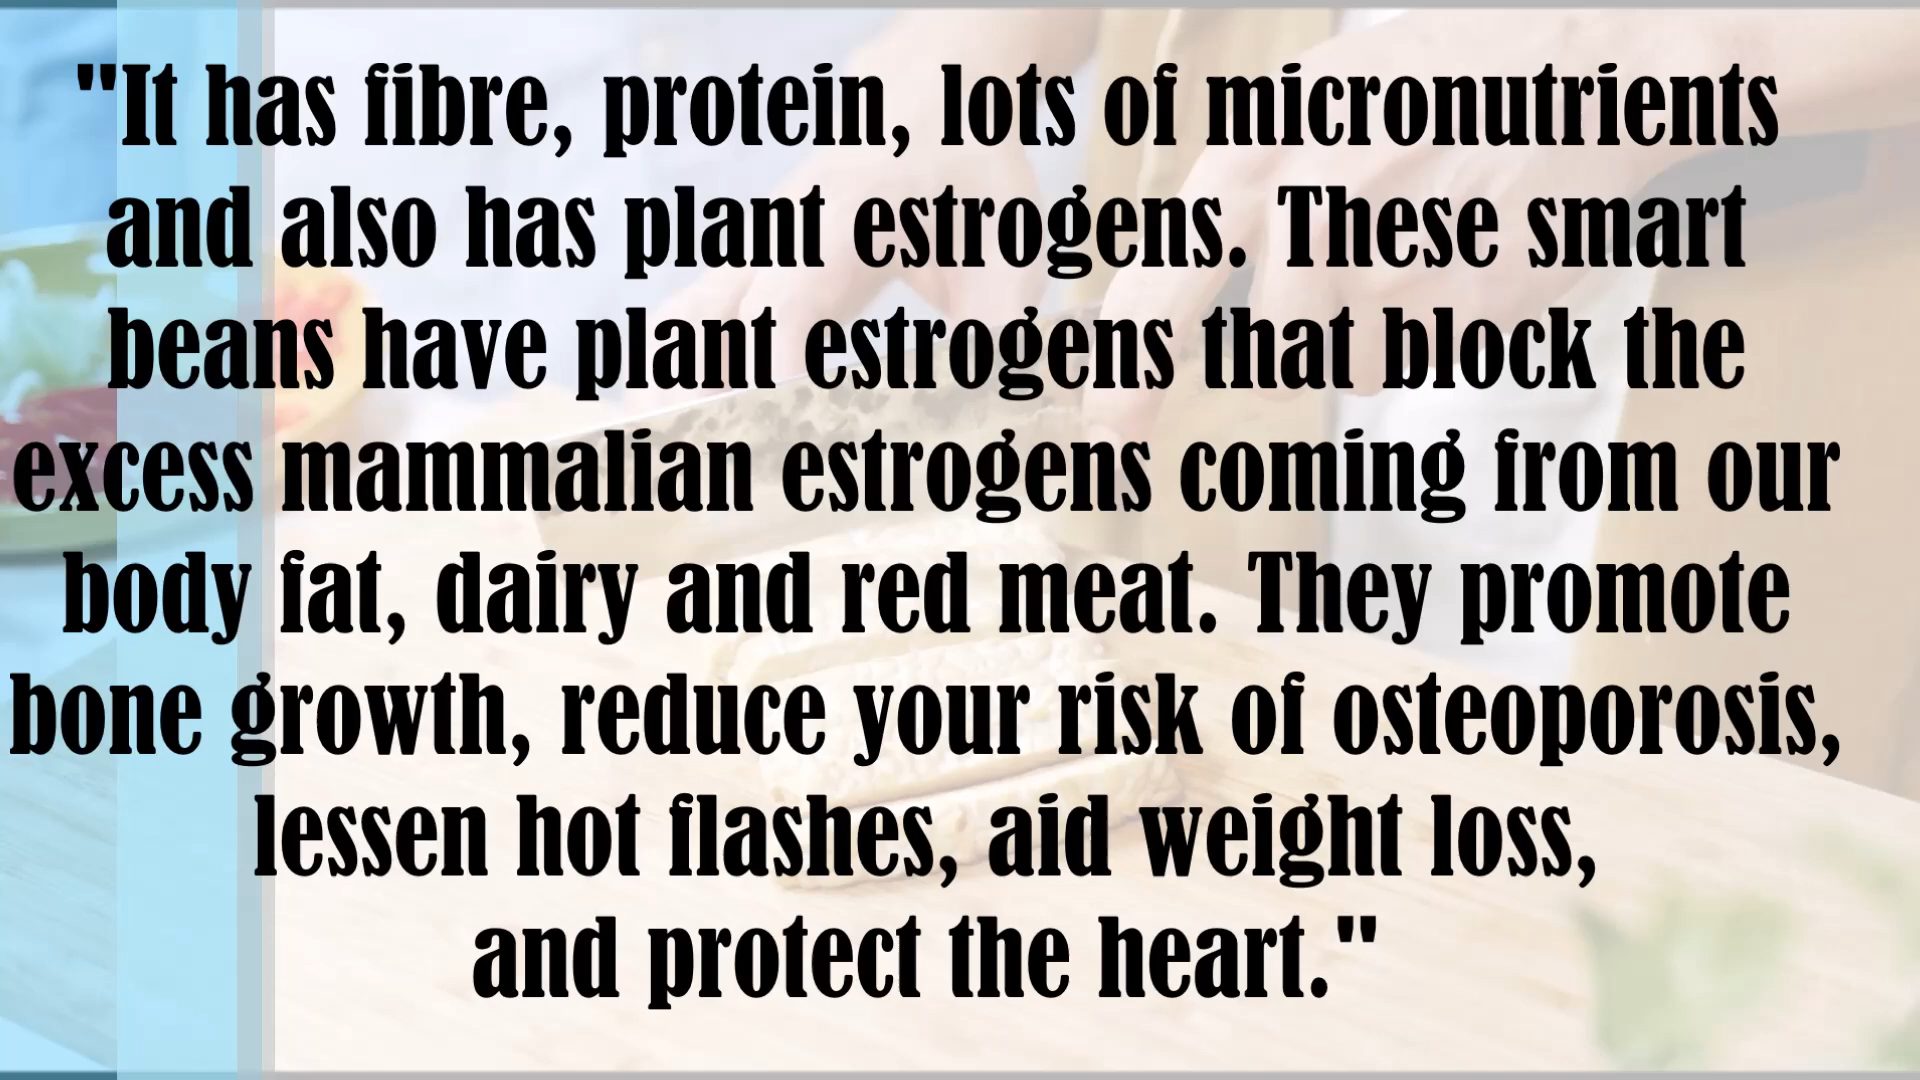 "It has fibre, protein, lots of micronutrients
and also has plant estrogens. These smart
beans have plant estrogens that block the
excess mammalian estrogens coming from our
body fat, dairy and red meat. They promote
bone growth, reduce your risk of osteoporosis,
lessen hot flashes, aid weight loss,
and protect the heart."